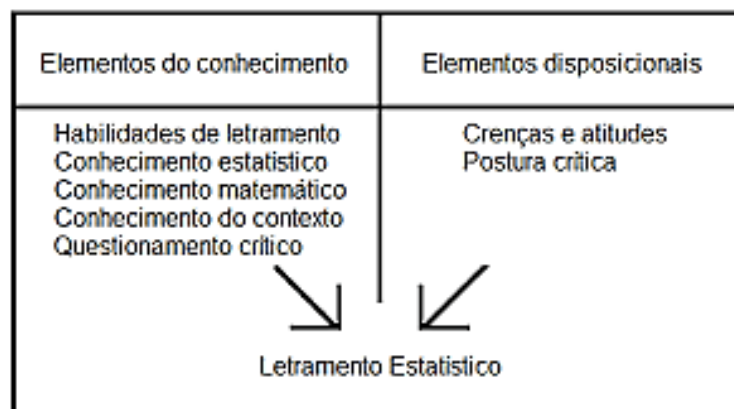 Elementos do conhecimento
Elementos disposicionais
Habilidades de letramento
Conhecimento estatístico
Conhecimento matemático
Conhecimento do contexto
Questionamento crítico
Crenças e atitudes
Postura crítica
Letramento Estatístico